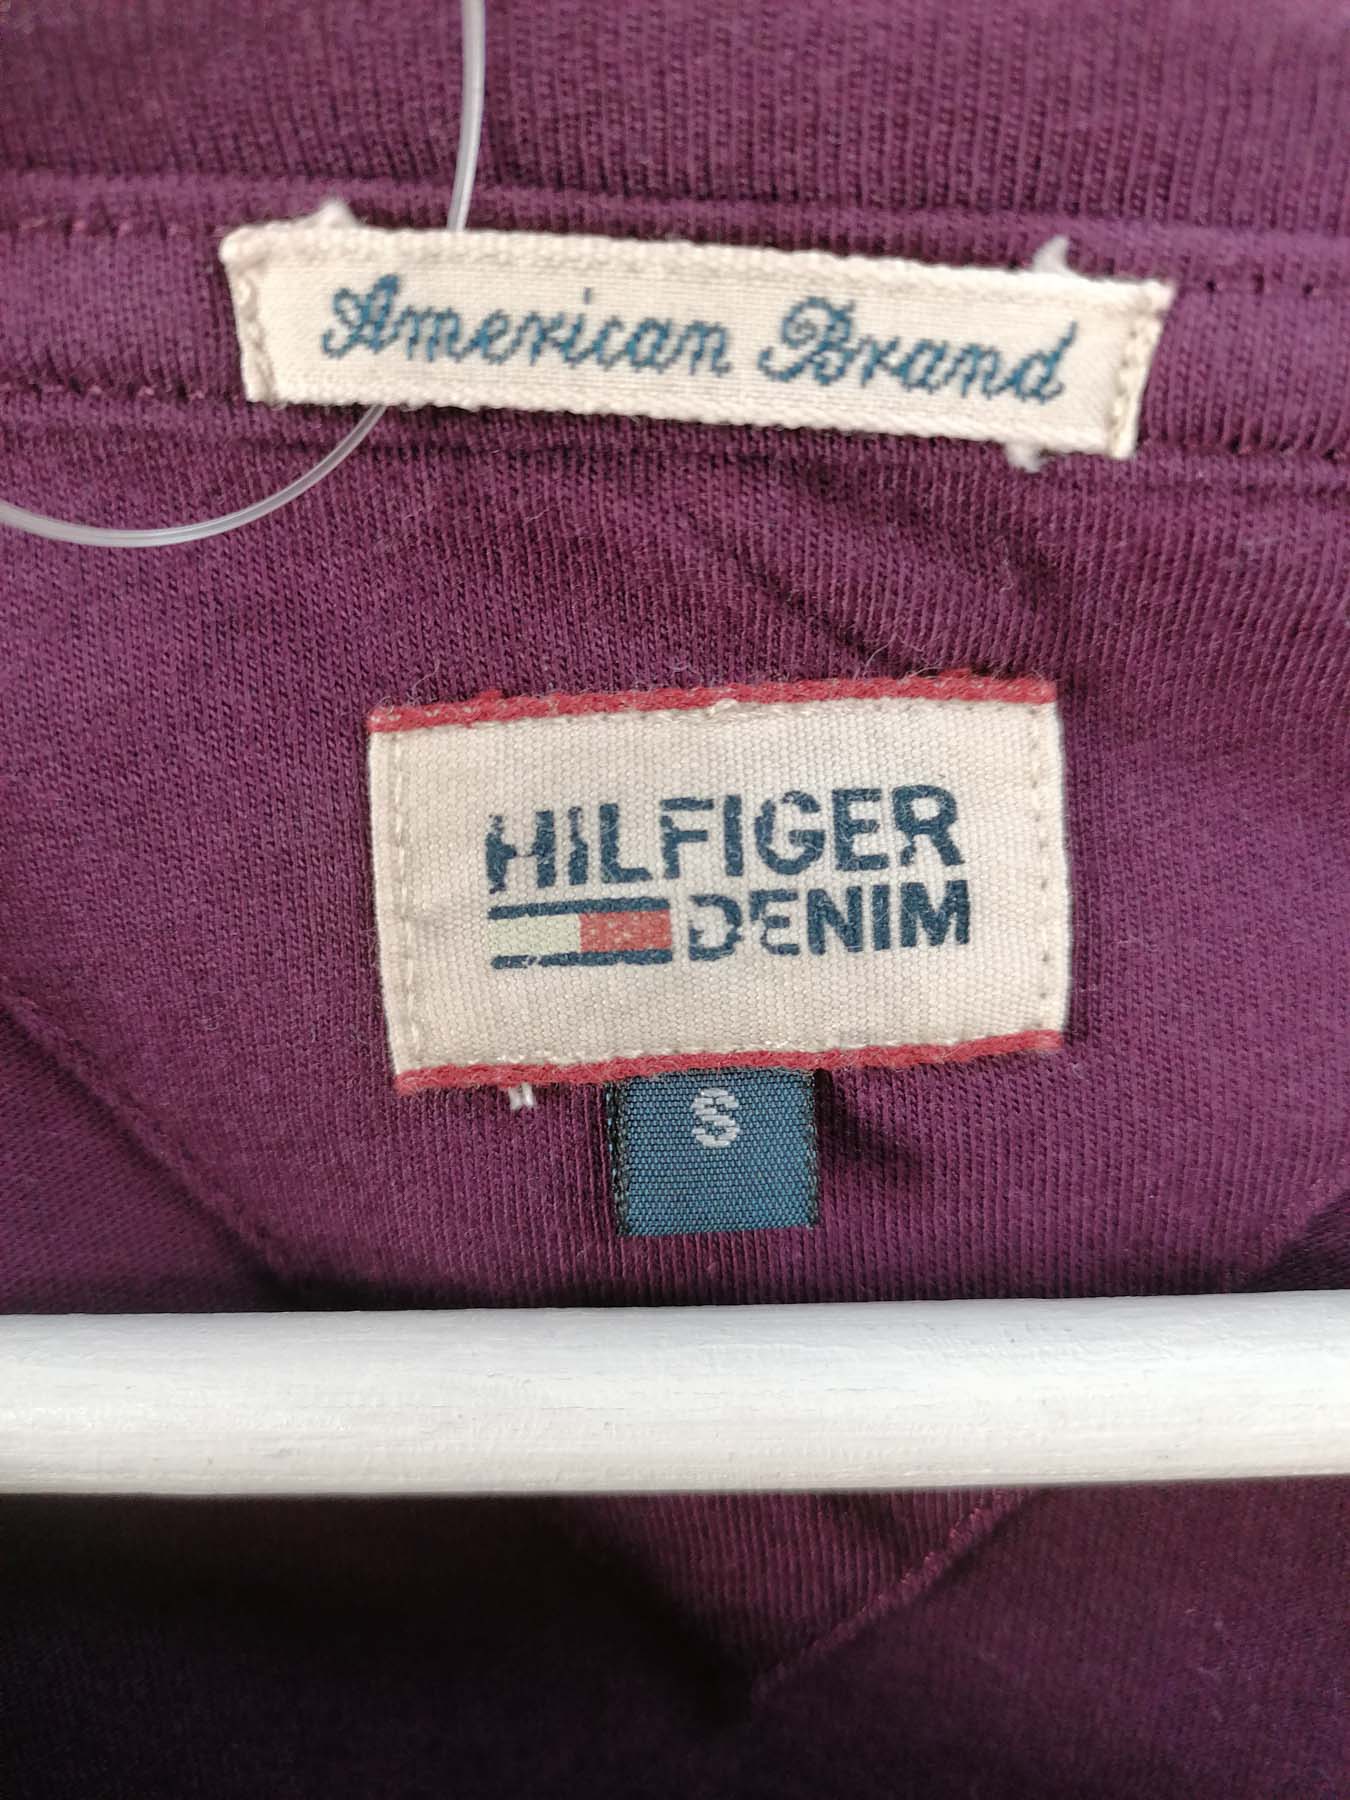 American Brand
HILFIGER
DENIM
S